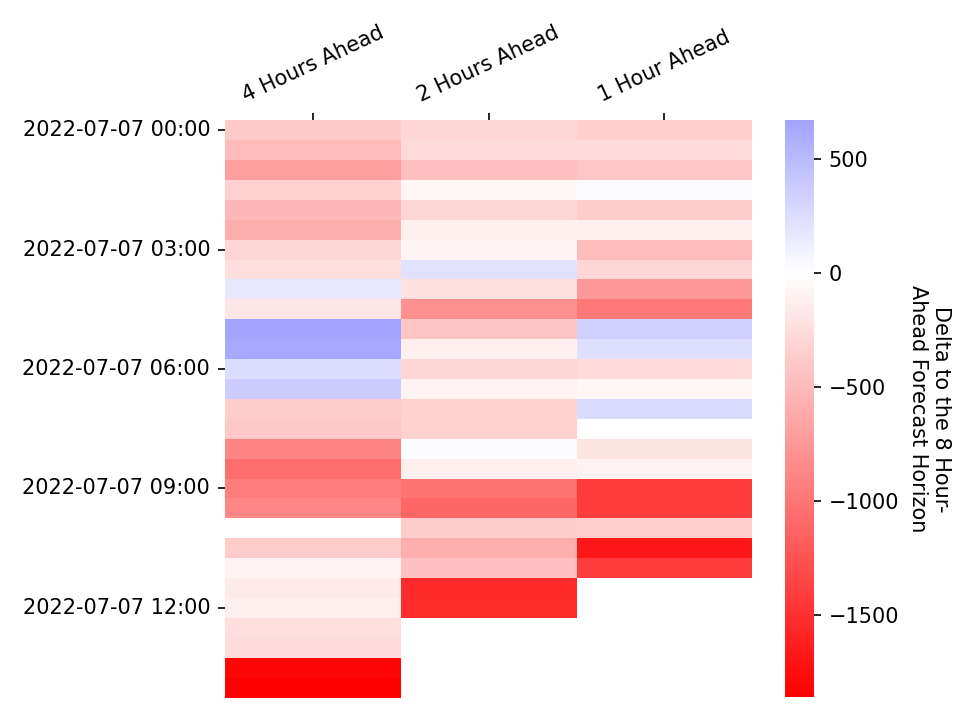 4 Hours Ahead
2 Hours Ahead
1 Hour Ahead
2022-07-07 00:00
2022-07-07 03:00
2022-07-07 06:00
2022-07-07 09:00
2022-07-07 12:00
500
0
−500
−1000
−1500
Delta to the 8 Hour-
Ahead Forecast Horizon